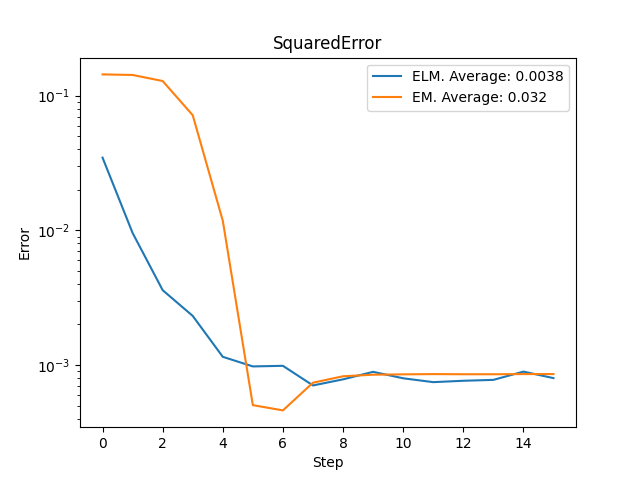 SquaredError
ELM. Average: 0.0038
EM. Average: 0.032
10⁻¹
10⁻²
10⁻³
Error
0 2 4 6 8 10 12 14
Step